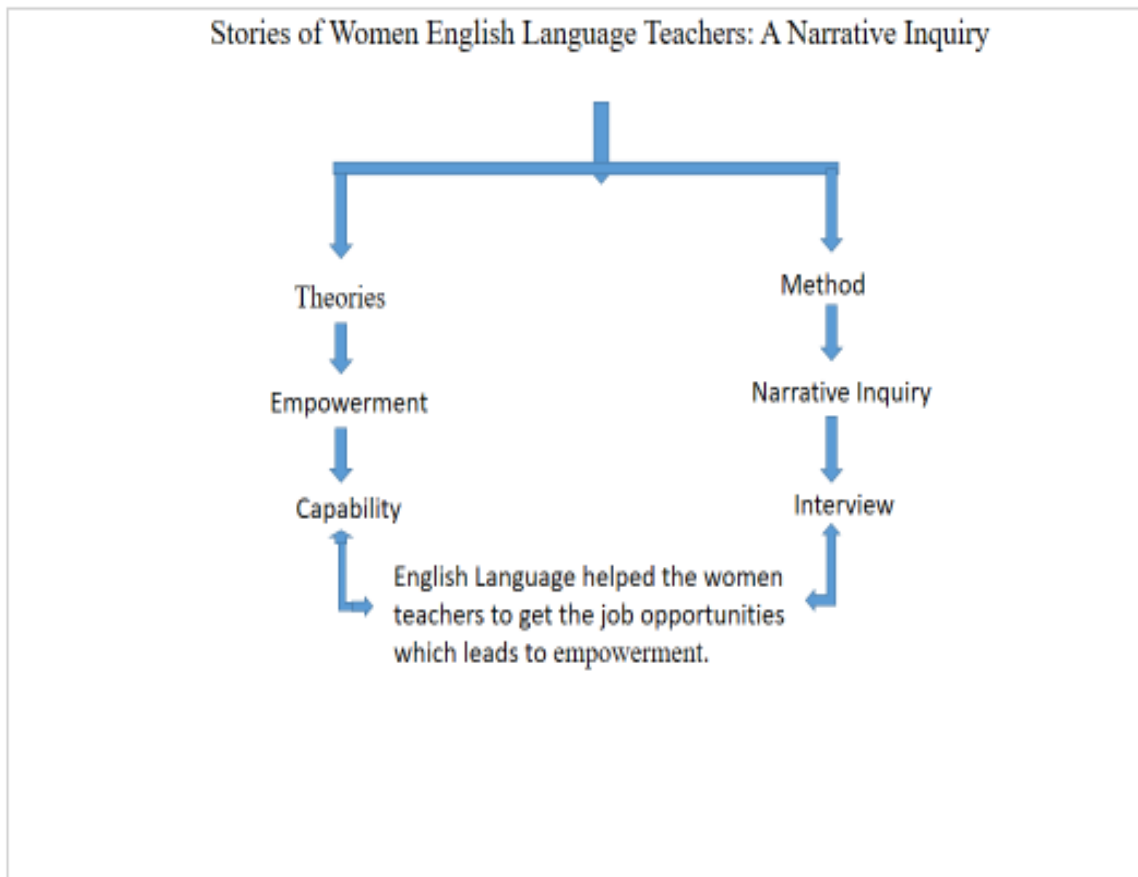 Stories of Women English Language Teachers: A Narrative Inquiry
Theories
Method
Empowerment
Narrative Inquiry
Capability
Interview
English Language helped the women
teachers to get the job opportunities
which leads to empowerment.